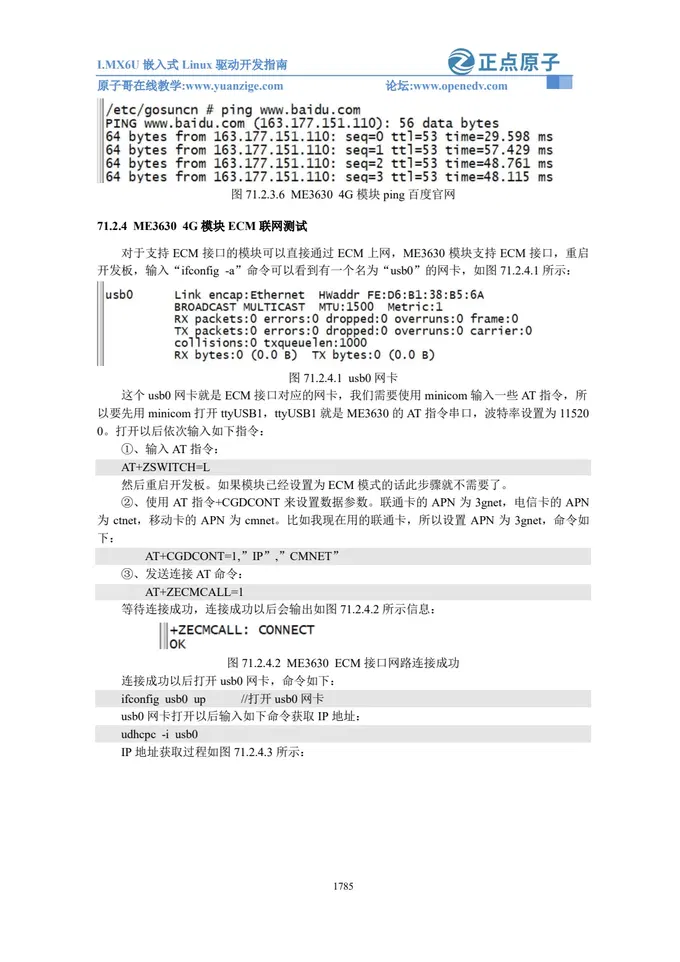 I.MX6U 嵌入式 Linux 驱动开发指南
正点原子
原子哥在线教学:www.yuanzige.com 论坛:www.openedv.com
/etc/gosuncn # ping www.baidu.com
PING www.baidu.com (163.177.151.110): 56 data bytes
64 bytes from 163.177.151.110: seq=0 ttl=53 time=29.598 ms
64 bytes from 163.177.151.110: seq=1 ttl=53 time=57.429 ms
64 bytes from 163.177.151.110: seq=2 ttl=53 time=48.761 ms
64 bytes from 163.177.151.110: seq=3 ttl=53 time=48.115 ms
图 71.2.3.6 ME3630 4G 模块 ping 百度官网
71.2.4 ME3630 4G 模块 ECM 联网测试
对于支持 ECM 接口的模块可以直接通过 ECM 上网，ME3630 模块支持 ECM 接口，重启
开发板，输入“ifconfig -a”命令可以看到有一个名为“usb0”的网卡，如图 71.2.4.1 所示：
usb0 Link encap:Ethernet HWaddr FE:D6:B1:38:B5:6A
BROADCAST MULTICAST MTU:1500 Metric:1
RX packets:0 errors:0 dropped:0 overruns:0 frame:0
TX packets:0 errors:0 dropped:0 overruns:0 carrier:0
collisions:0 txqueuelen:1000
RX bytes:0 (0.0 B) TX bytes:0 (0.0 B)
图 71.2.4.1 usb0 网卡
这个 usb0 网卡就是 ECM 接口对应的网卡，我们需要使用 minicom 输入一些 AT 指令，所
以要先用 minicom 打开 ttyUSB1，ttyUSB1 就是 ME3630 的 AT 指令串口，波特率设置为 11520
0。打开以后依次输入如下指令：
①、输入 AT 指令：
AT+ZSWITCH=L
然后重启开发板。如果模块已经设置为 ECM 模式的话此步骤就不需要了。
②、使用 AT 指令+CGDCONT 来设置数据参数。联通卡的 APN 为 3gnet，电信卡的 APN
为 ctnet，移动卡的 APN 为 cmnet。比如我现在用的联通卡，所以设置 APN 为 3gnet，命令如
下：
AT+CGDCONT=1,”IP”,”CMNET”
③、发送连接 AT 命令：
AT+ZECMCALL=1
等待连接成功，连接成功以后会输出如图 71.2.4.2 所示信息：
+ZECMCALL: CONNECT
OK
图 71.2.4.2 ME3630 ECM 接口网路连接成功
连接成功以后打开 usb0 网卡，命令如下：
ifconfig usb0 up //打开 usb0 网卡
usb0 网卡打开以后输入如下命令获取 IP 地址：
udhcpc -i usb0
IP 地址获取过程如图 71.2.4.3 所示：
1785